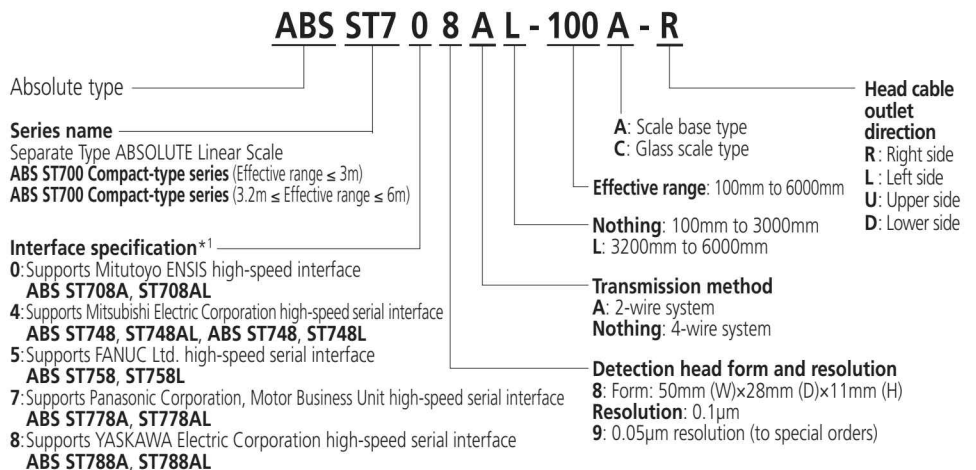 ABS ST7 0 8 A L - 100 A - R
Absolute type
Series name
Separate Type ABSOLUTE Linear Scale
ABS ST700 Compact-type series (Effective range ≤ 3m)
ABS ST700 Compact-type series (3.2m ≤ Effective range ≤ 6m)
Interface specification*1
0:Supports Mitutoyo ENSIS high-speed interface
ABS ST708A, ST708AL
4:Supports Mitsubishi Electric Corporation high-speed serial interface
ABS ST748, ST748AL, ABS ST748, ST748L
5:Supports FANUC Ltd. high-speed serial interface
ABS ST758, ST758L
7:Supports Panasonic Corporation, Motor Business Unit high-speed serial interface
ABS ST778A, ST778AL
8:Supports YASKAWA Electric Corporation high-speed serial interface
ABS ST788A, ST788AL
Head cable
outlet
direction
R: Right side
L: Left side
U: Upper side
D: Lower side
A: Scale base type
C: Glass scale type
Effective range: 100mm to 6000mm
Nothing: 100mm to 3000mm
L: 3200mm to 6000mm
Transmission method
A: 2-wire system
Nothing: 4-wire system
Detection head form and resolution
8: Form: 50mm (W)×28mm (D)×11mm (H)
Resolution: 0.1µm
9: 0.05µm resolution (to special orders)